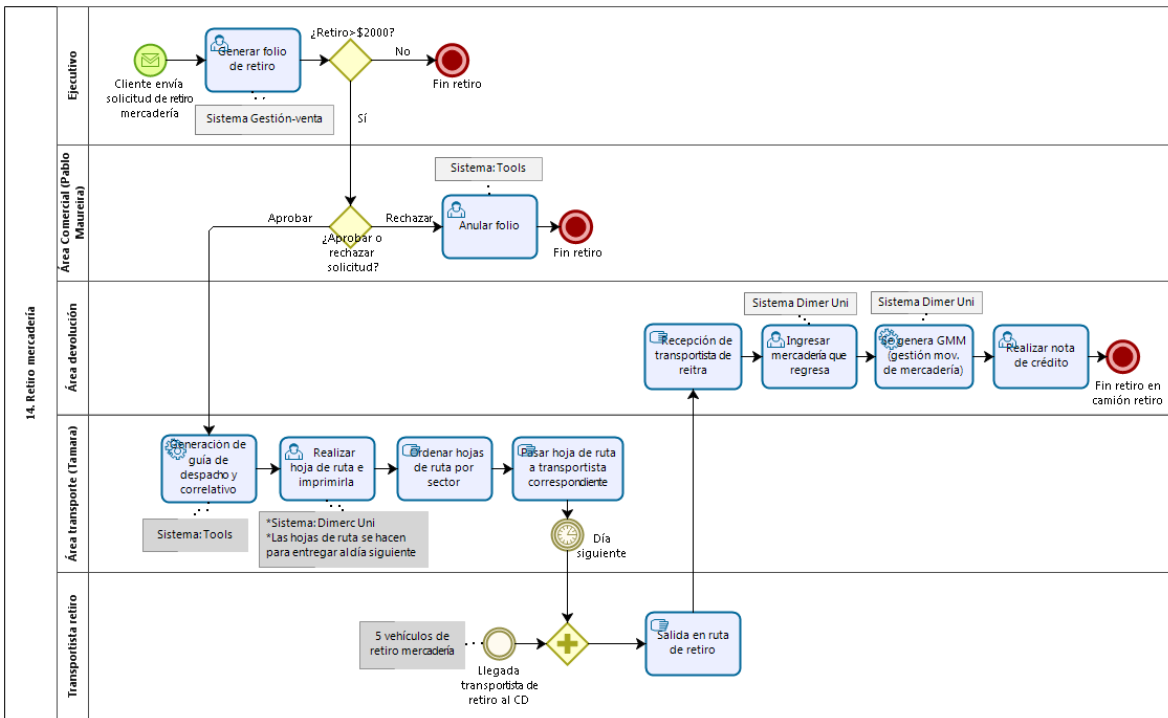 14. Retiro mercadería
Ejecutivo
Cliente envía
solicitud de retiro
mercadería
Generar folio
de retiro
Sistema Gestión-venta
¿Retiro>$2000?
No
Fin retiro
Sí
Área Comercial (Pablo
Maureira)
Aprobar
¿Aprobar o
rechazar
solicitud?
Rechazar
Sistema: Tools
Anular folio
Fin retiro
Área devolución
Recepción de
transportista de
reitra
Sistema Dimer Uni
Ingresar
mercadería que
regresa
Sistema Dimer Uni
Se genera GMM
(gestión mov.
de mercadería)
Realizar nota
de crédito
Fin retiro en
camión retiro
Área transporte (Tamara)
Generación de
guía de
despacho y
correlativo
Sistema: Tools
Realizar
hoja de ruta e
imprimirla
*Sistema: Dimerc Uni
*Las hojas de ruta se hacen
para entregar al día siguiente
Ordenar hojas
de ruta por
sector
Pasar hoja de ruta
a transportista
correspondiente
Día
siguiente
Transportista retiro
5 vehículos de
retiro mercadería
Llegada
transportista de
retiro al CD
Salida en ruta
de retiro